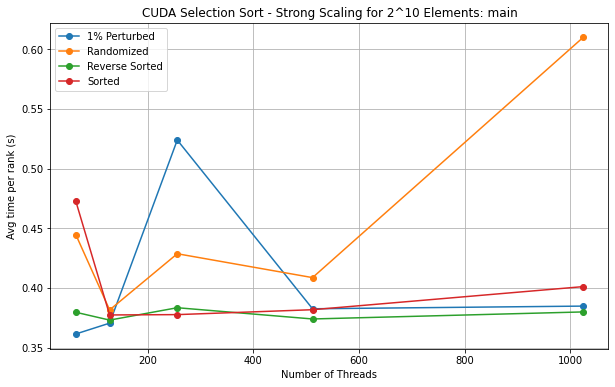 CUDA Selection Sort - Strong Scaling for 2^10 Elements: main
1% Perturbed
Randomized
Reverse Sorted
Sorted
Avg time per rank (s)
0.60
0.55
0.50
0.45
0.40
0.35
200
400
600
800
1000
Number of Threads